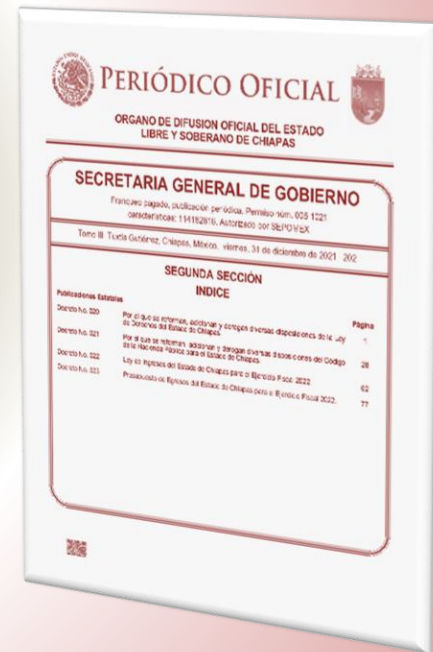 PERIÓDICO OFICIAL
ORGANO DE DIFUSION OFICIAL DEL ESTADO
LIBRE Y SOBERANO DE CHIAPAS
SECRETARIA GENERAL DE GOBIERNO
Franqueo pagado, publicación periódica. Permiso núm. 005 1021
características: 114182816. Autorizado por SEPOMEX
Tomo III Tuxtla Gutiérrez, Chiapas, México. viernes, 31 de diciembre de 2021 202
SEGUNDA SECCIÓN
INDICE
Publicaciones Estatales Página
Decreto No. 020 Por el que se reforman, adicionan y derogan diversas disposiciones de la Ley 1
de Derechos del Estado de Chiapas.
Decreto No. 021 Por el que se reforman, adicionan y derogan diversas disposiciones del Código 28
de la Hacienda Pública para el Estado de Chiapas.
Decreto No. 022 Ley de Ingresos del Estado de Chiapas para el Ejercicio Fiscal 2022 62
Decreto No. 023 Presupuesto de Egresos del Estado de Chiapas para el Ejercicio Fiscal 2022. 77